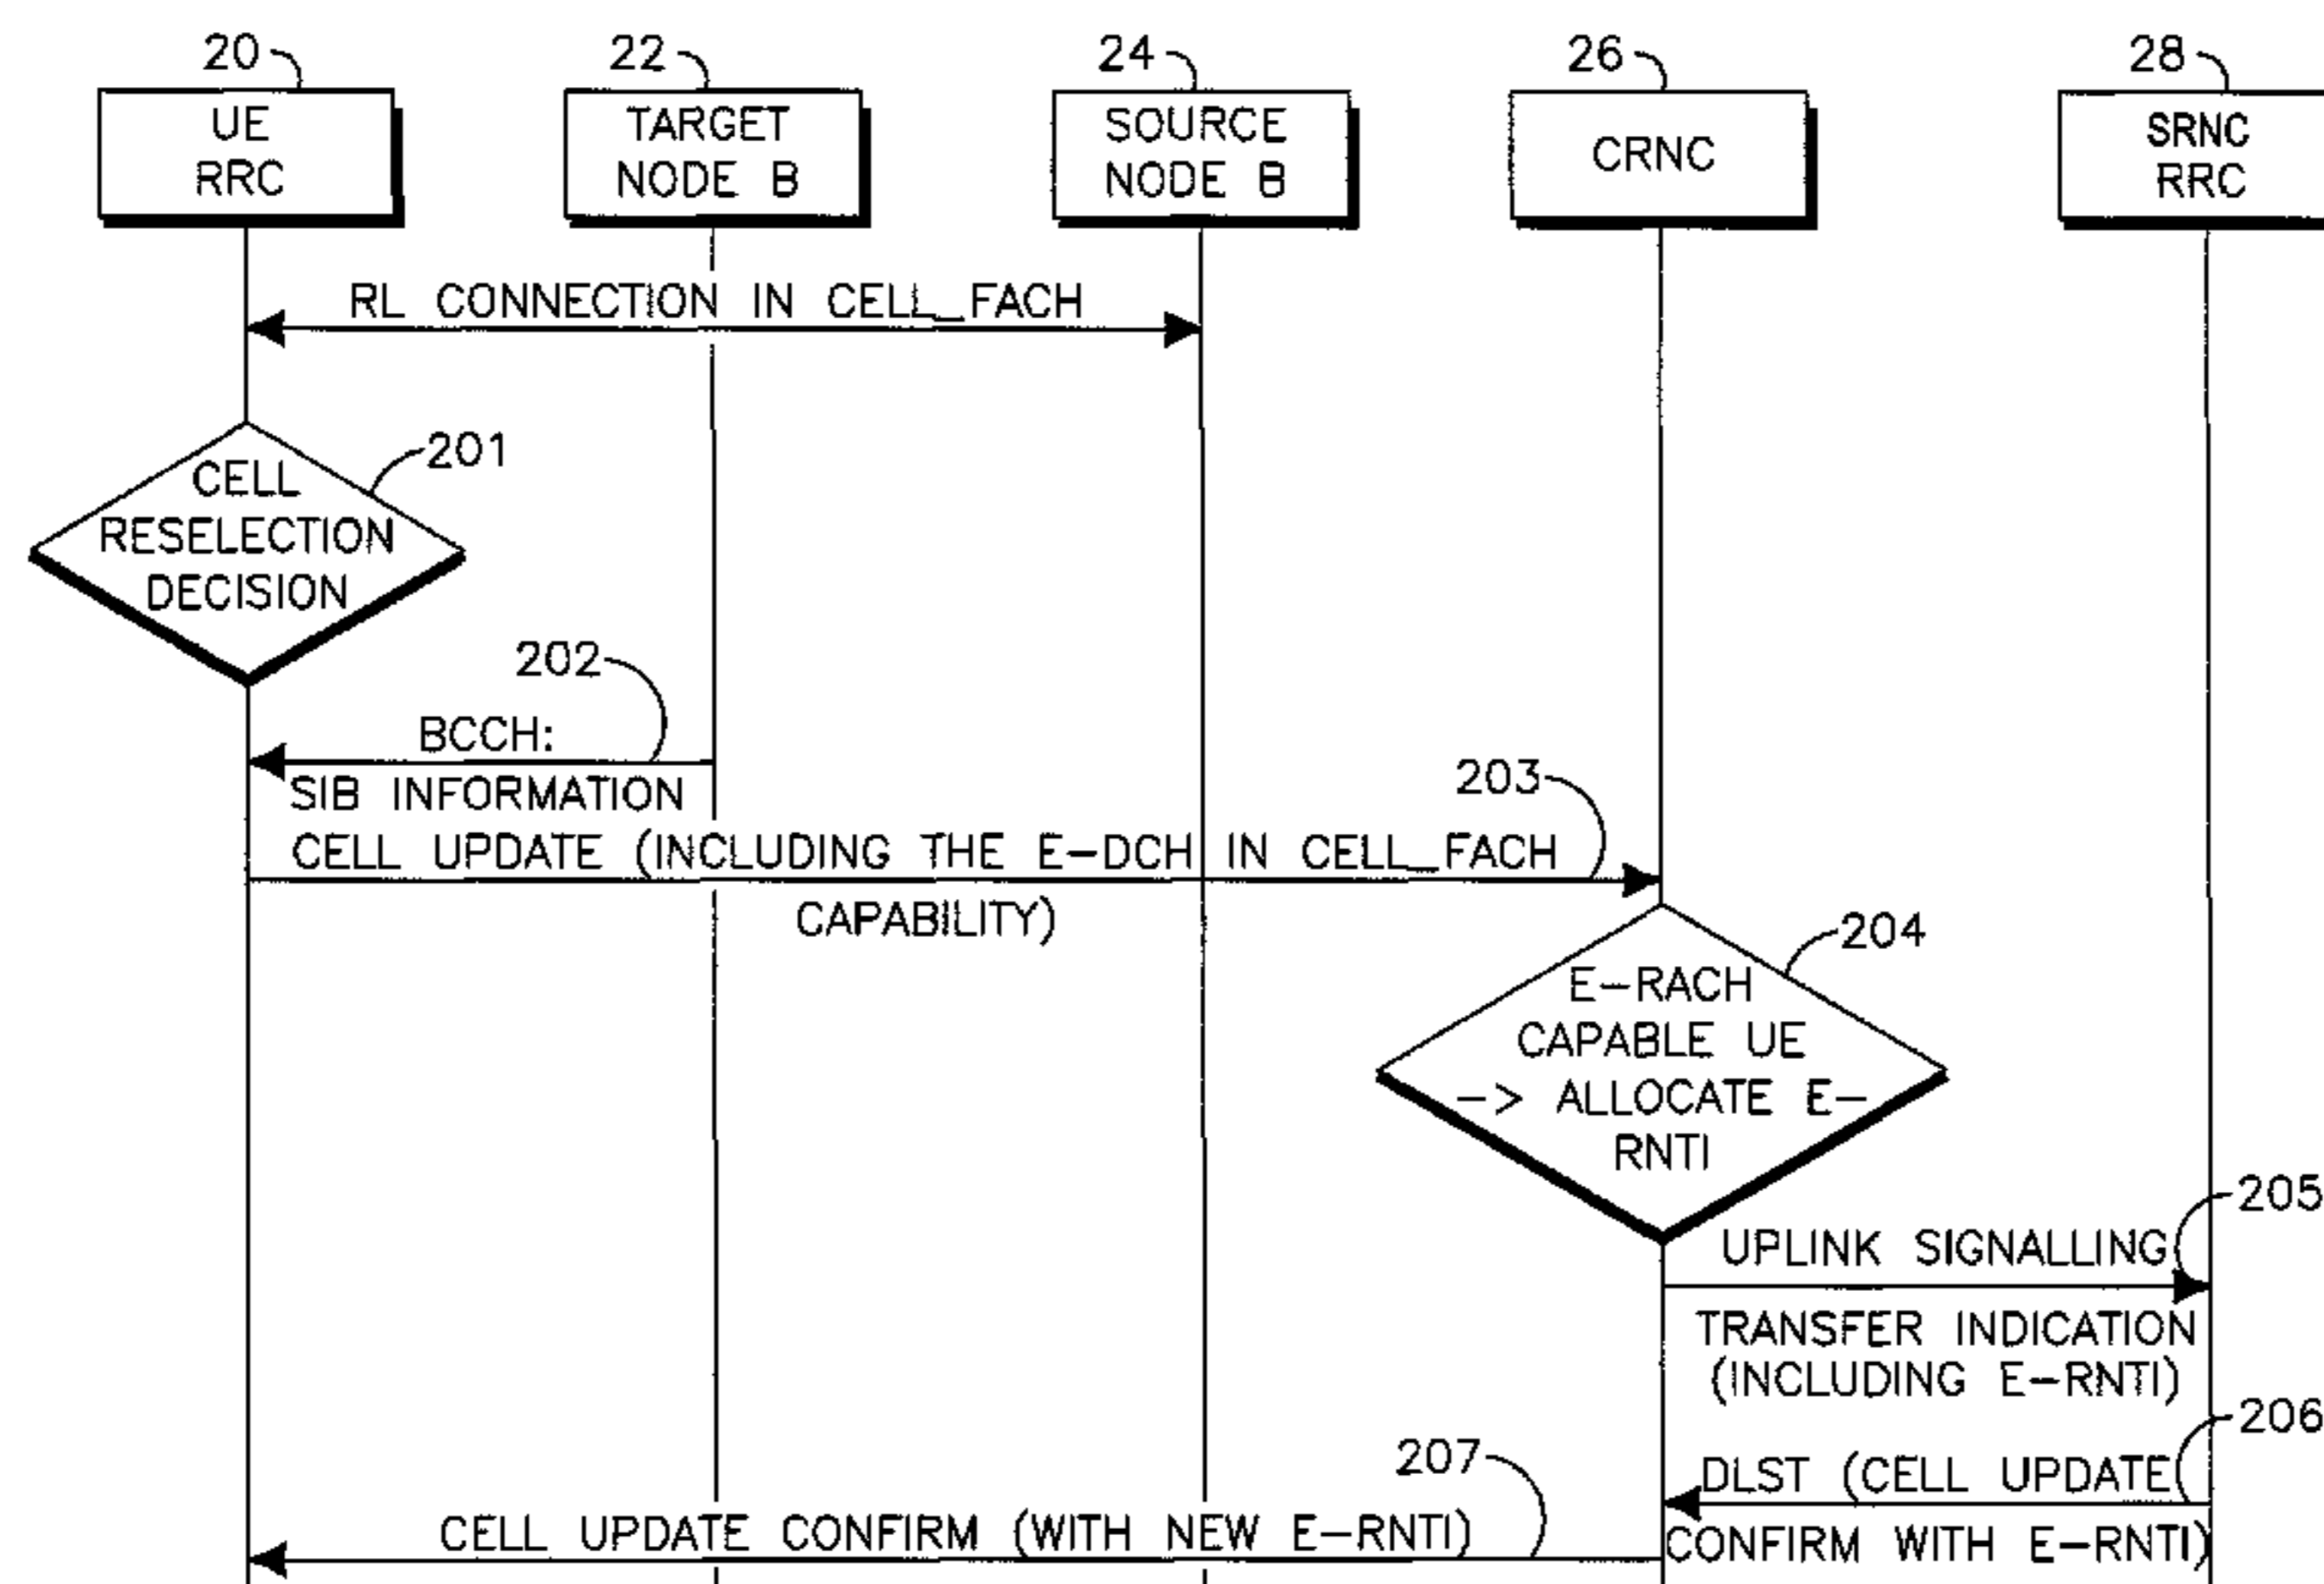 20
22
24
26
28
UE
RRC
TARGET
NODE B
SOURCE
NODE B
CRNC
SRNC
RRC
RL CONNECTION IN CELL_FACH
201
CELL
RESELECTION
DECISION
202
BCCH:
SIB INFORMATION
203
CELL UPDATE (INCLUDING THE E-DCH IN CELL_FACH
CAPABILITY)
204
E-RACH
CAPABLE UE
-> ALLOCATE E-
RNTI
205
UPLINK SIGNALLING
TRANSFER INDICATION
(INCLUDING E-RNTI)
206
DLST (CELL UPDATE
CONFIRM WITH E-RNTI)
207
CELL UPDATE CONFIRM (WITH NEW E-RNTI)